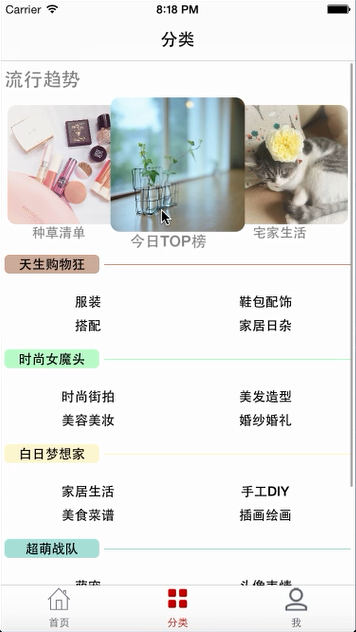 Carrier 8:18 PM
分类
流行趋势
种草清单 今日TOP榜 宅家生活
天生购物狂
服装 鞋包配饰
搭配 家居日杂
时尚女魔头
时尚街拍 美发造型
美容美妆 婚纱婚礼
白日梦想家
家居生活 手工DIY
美食菜谱 插画绘画
超萌战队
萌宠 头像表情
首页 分类 我